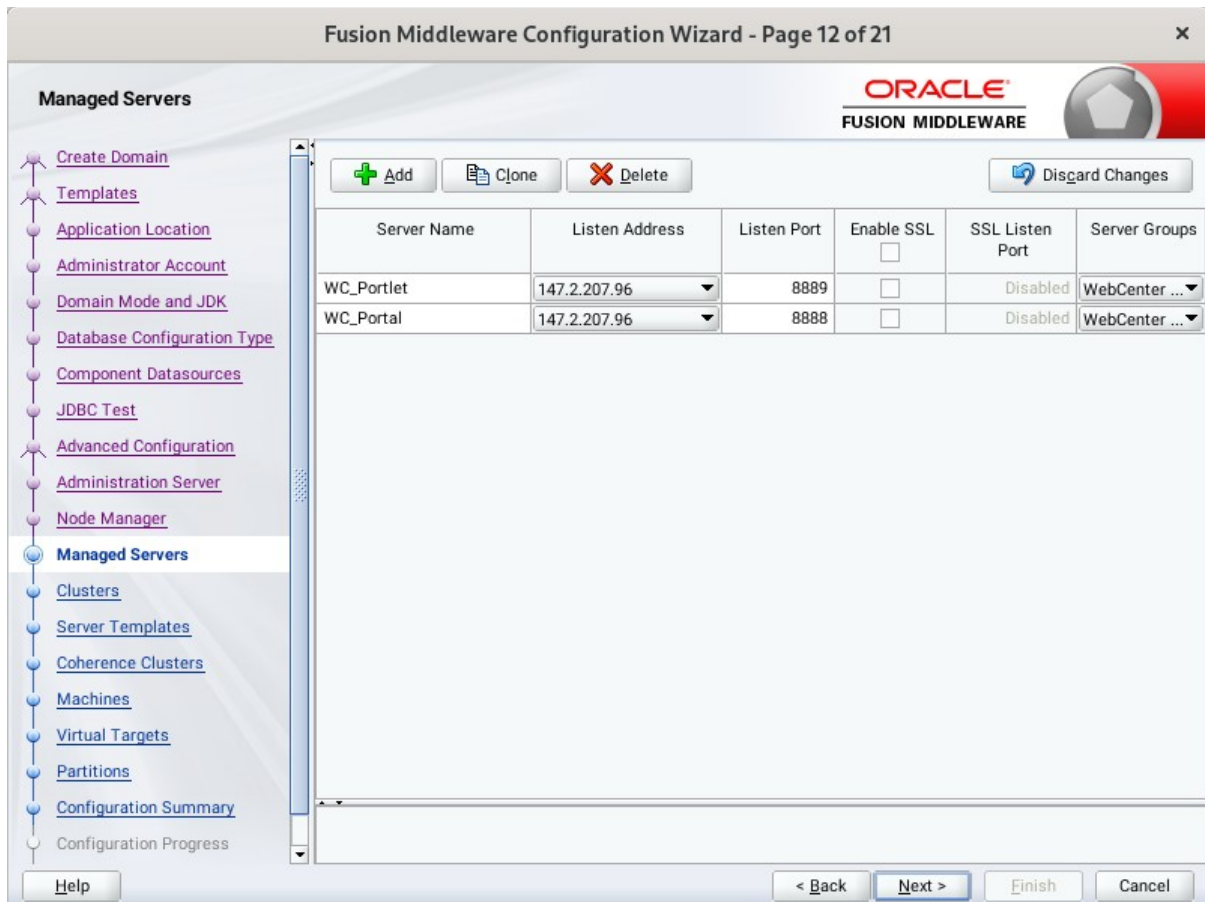 Fusion Middleware Configuration Wizard - Page 12 of 21
Managed Servers
ORACLE
FUSION MIDDLEWARE
Create Domain
Templates
Application Location
Administrator Account
Domain Mode and JDK
Database Configuration Type
Component Datasources
JDBC Test
Advanced Configuration
Administration Server
Node Manager
Managed Servers
Clusters
Server Templates
Coherence Clusters
Machines
Virtual Targets
Partitions
Configuration Summary
Configuration Progress
Add Clone Delete Discard Changes
Server Name Listen Address Listen Port Enable SSL SSL Listen Port Server Groups
WC_Portlet 147.2.207.96 8889 Disabled WebCenter ...
WC_Portal 147.2.207.96 8888 Disabled WebCenter ...
Help < Back Next > Finish Cancel